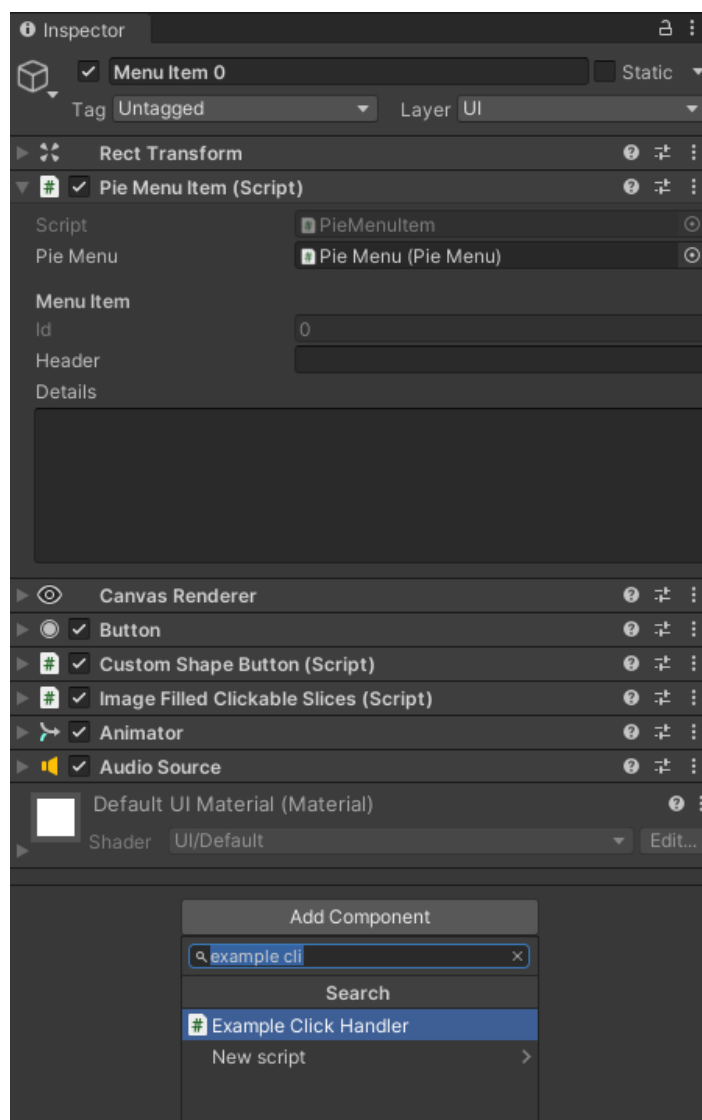 Inspector
Menu Item 0 Static
Tag Untagged Layer UI
Rect Transform
# Pie Menu Item (Script)
Script # PieMenuItem
Pie Menu # Pie Menu (Pie Menu)
Menu Item
Id 0
Header
Details
Canvas Renderer
Button
# Custom Shape Button (Script)
# Image Filled Clickable Slices (Script)
Animator
Audio Source
Default UI Material (Material)
Shader UI/Default Edit...
Add Component
example cli
Search
# Example Click Handler
New script